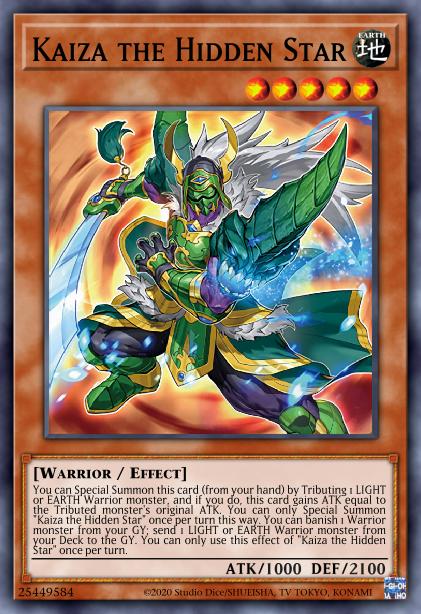 Kaiza the Hidden Star
EARTH
地
[Warrior / Effect]
You can Special Summon this card (from your hand) by Tributing 1 LIGHT
or EARTH Warrior monster, and if you do, this card gains ATK equal to
the Tributed monster's original ATK. You can only Special Summon
"Kaiza the Hidden Star" once per turn this way. You can banish 1 Warrior
monster from your GY; send 1 LIGHT or EARTH Warrior monster from
your Deck to the GY. You can only use this effect of "Kaiza the Hidden
Star" once per turn.
ATK/1000 DEF/2100
25449584
©2020 Studio Dice/SHUEISHA, TV TOKYO, KONAMI